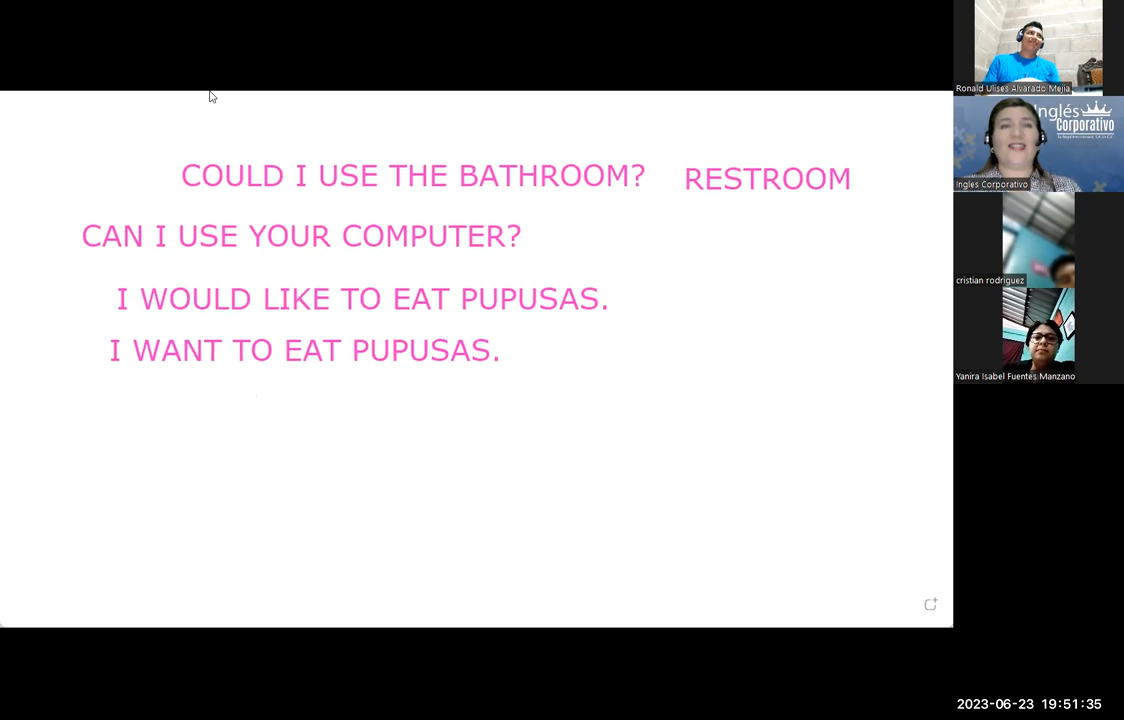 COULD I USE THE BATHROOM? RESTROOM
CAN I USE YOUR COMPUTER?
I WOULD LIKE TO EAT PUPUSAS.
I WANT TO EAT PUPUSAS.
Ronald Ulises Alvarado Mejia
Inglés
Corporativo
Ingles Corporativo
cristian rodriguez
Yanira Isabel Fuentes Manzano
2023-06-23 19:51:35